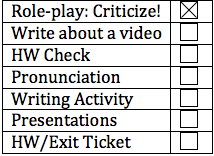 Role-play: Criticize!
Write about a video
HW Check
Pronunciation
Writing Activity
Presentations
HW/Exit Ticket